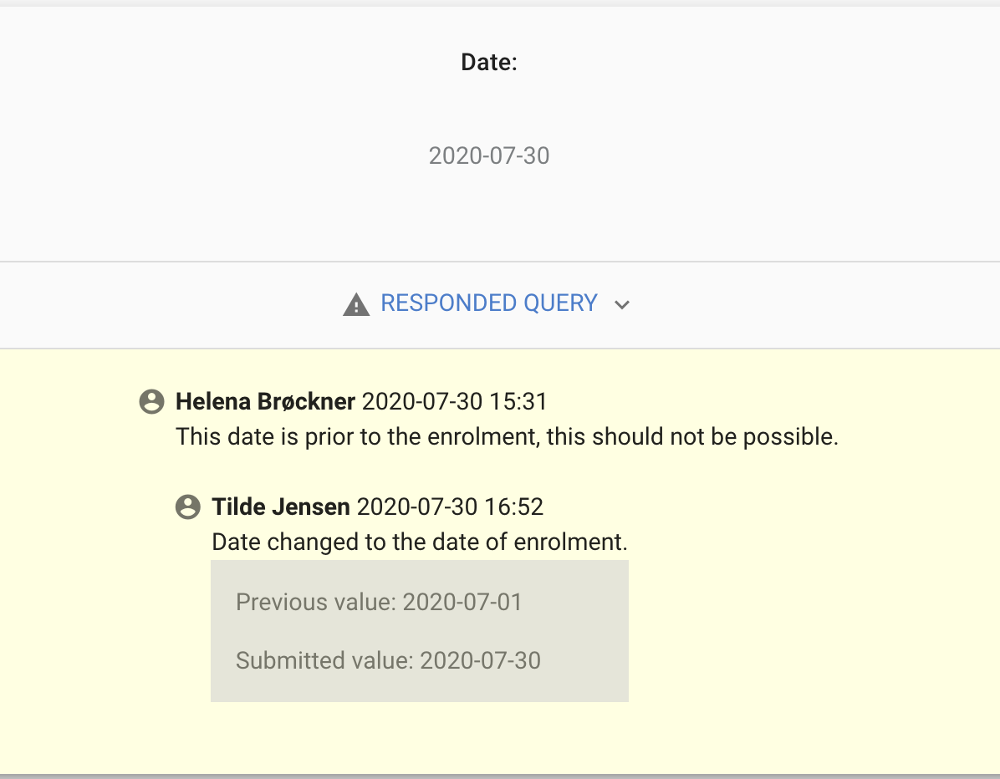 Date:
2020-07-30
RESPONDED QUERY
Helena Brøckner 2020-07-30 15:31
This date is prior to the enrolment, this should not be possible.
Tilde Jensen 2020-07-30 16:52
Date changed to the date of enrolment.
Previous value: 2020-07-01
Submitted value: 2020-07-30